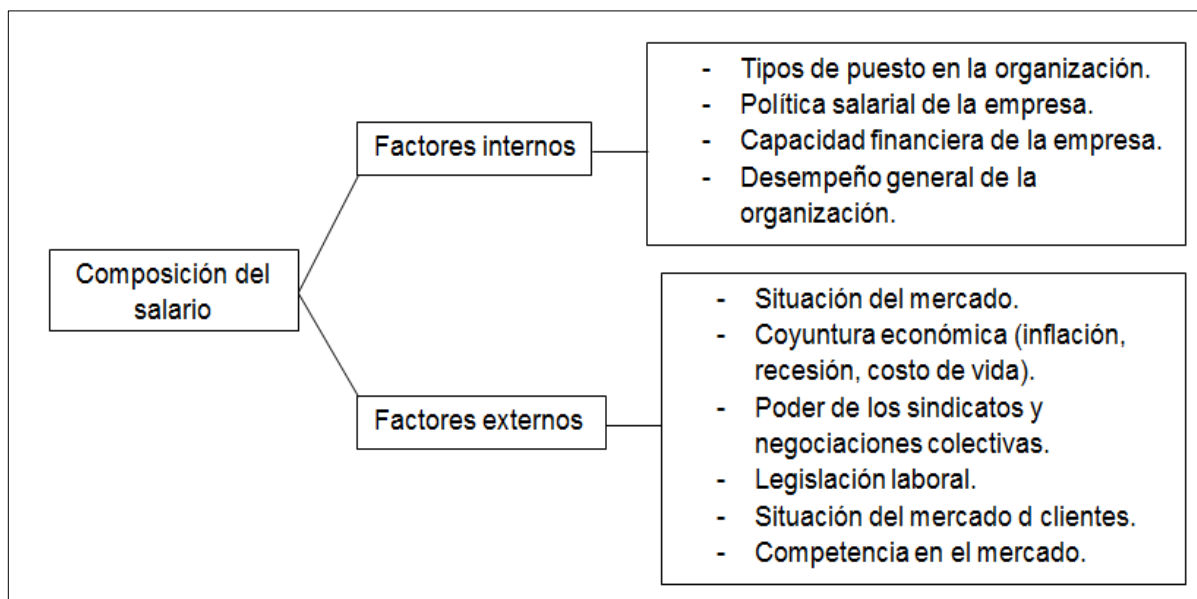 Composición del
salario
Factores internos
- Tipos de puesto en la organización.
- Política salarial de la empresa.
- Capacidad financiera de la empresa.
- Desempeño general de la
organización.
Factores externos
- Situación del mercado.
- Coyuntura económica (inflación,
recesión, costo de vida).
- Poder de los sindicatos y
negociaciones colectivas.
- Legislación laboral.
- Situación del mercado d clientes.
- Competencia en el mercado.